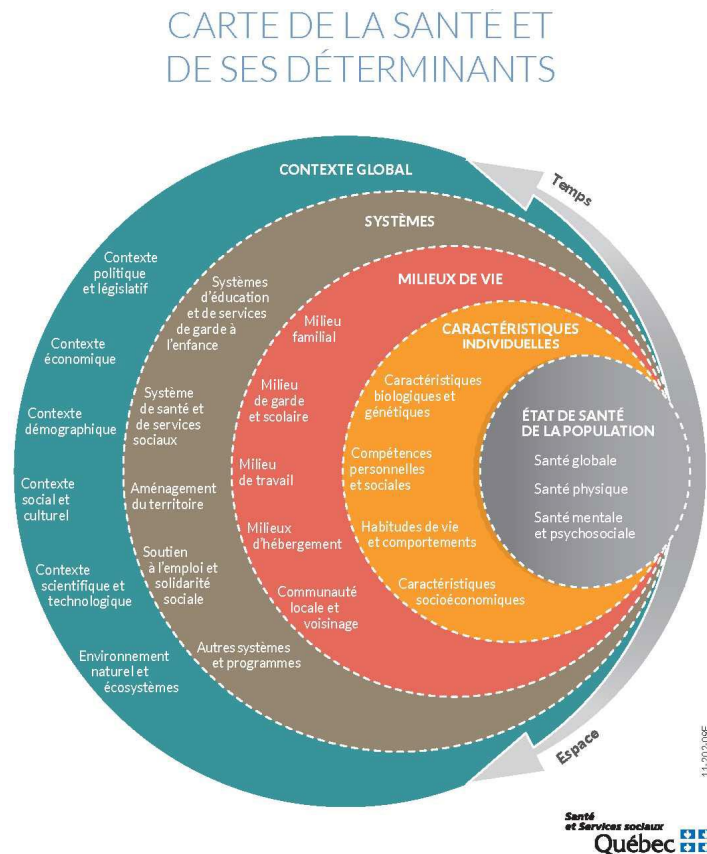 CARTE DE LA SANTÉ ET
DE SES DÉTERMINANTS
CONTEXTE GLOBAL
Contexte
politique
et législatif
Contexte
économique
Contexte
démographique
Contexte
social et
culturel
Contexte
scientifique et
technologique
Environnement
naturel et
écosystèmes
SYSTÈMES
Systèmes
d'éducation
et de services
de garde à
l'enfance
Système
de santé et
de services
sociaux
Aménagement
du territoire
Soutien
à l'emploi et
solidarité
sociale
Autres systèmes
et programmes
MILIEUX DE VIE
Milieu
familial
Milieu
de garde
et scolaire
Milieu
de travail
Milieux
d'hébergement
Communauté
locale et
voisinage
CARACTÉRISTIQUES
INDIVIDUELLES
Caractéristiques
biologiques et
génétiques
Compétences
personnelles
et sociales
Habitudes de vie
et comportements
Caractéristiques
socioéconomiques
ÉTAT DE SANTÉ
DE LA POPULATION
Santé globale
Santé physique
Santé mentale
et psychosociale
Temps
Espace
Santé
et Services sociaux
Québec